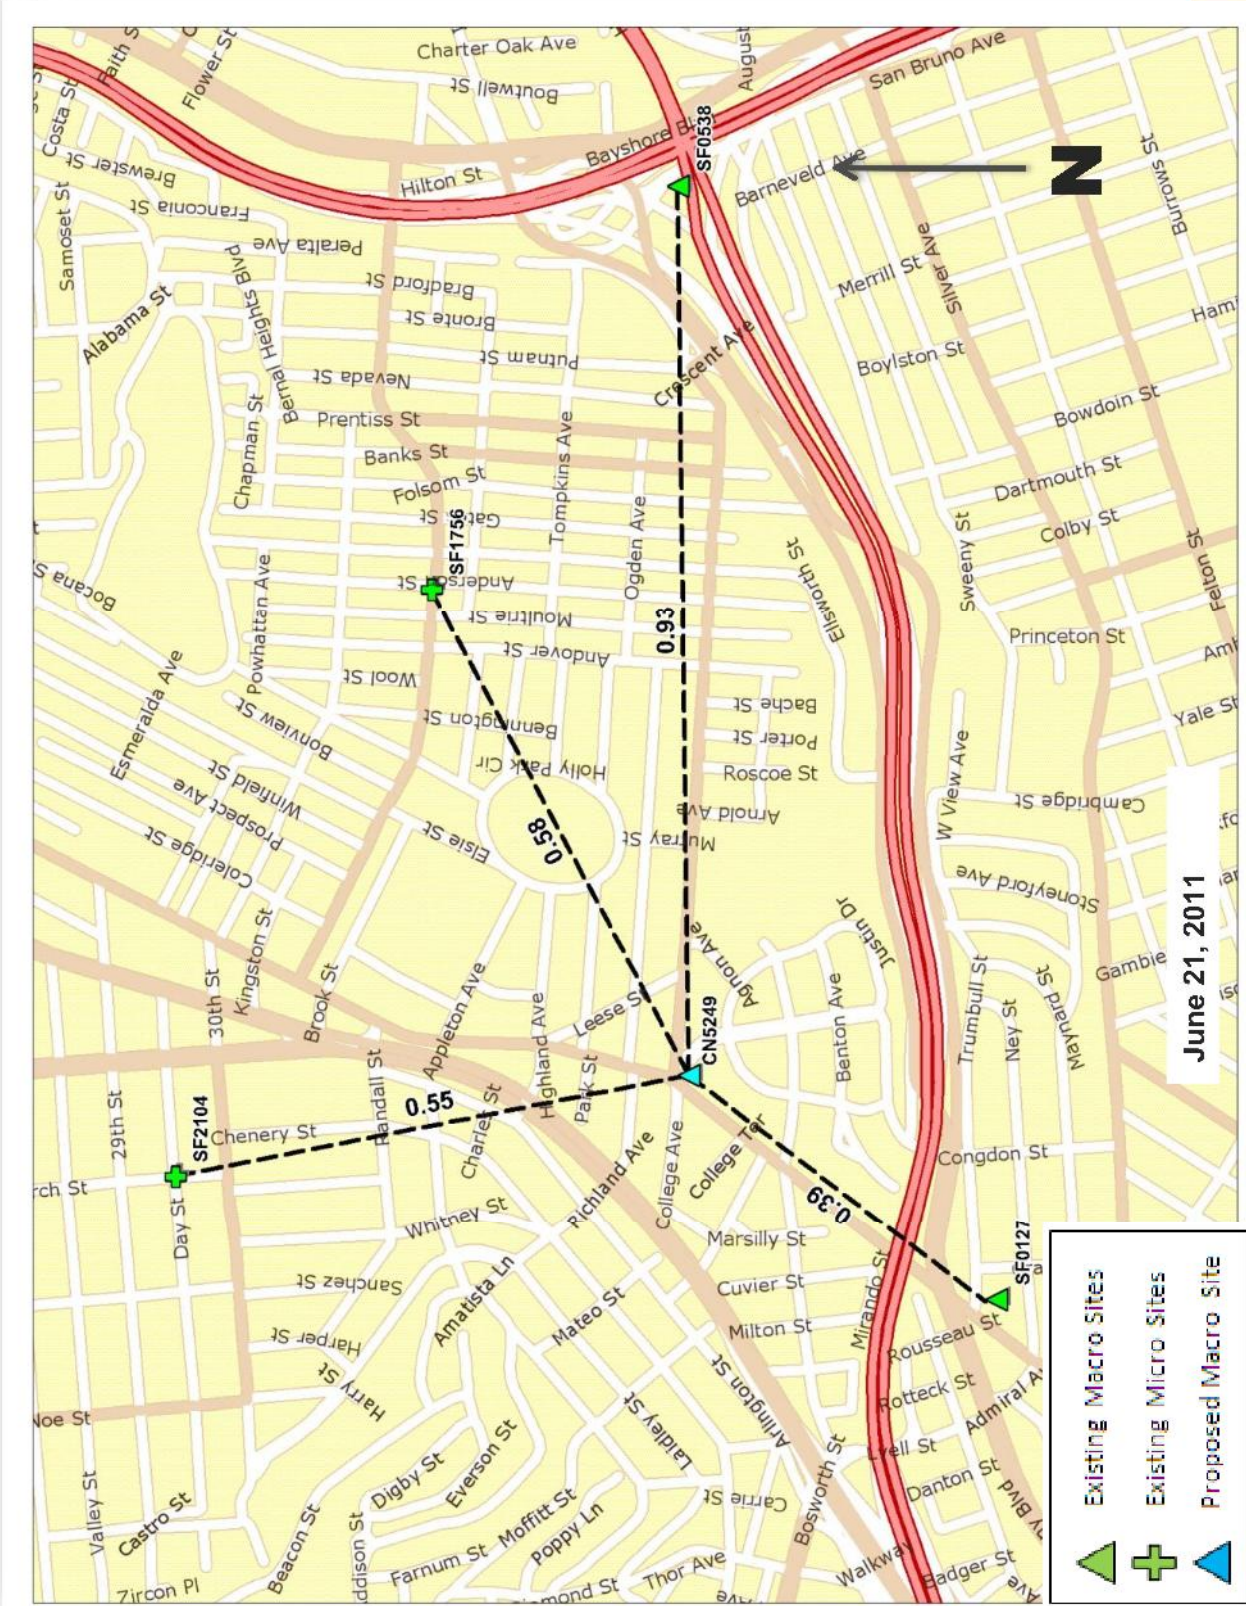 Charter Oak Ave
Boutwell St
August
San Bruno Ave
Faith St
Flower St
Costa St
Brewster St
Franconia St
Samoset St
Peralta Ave
Hilton St
Bayshore Bl
SF0538
Barneveld Ave
N
Burrows St
Merrill St
Silver Ave
Alabama St
Bernal Heights Blvd
Bradford St
Bronte St
Putnam St
Nevada St
Prentiss St
Crescent Ave
Boylston St
Bowdoin St
Chapman St
Banks St
Folsom St
Tompkins Ave
Ogden Ave
Dartmouth St
Colby St
SF1756
Anderson St
Moultrie St
Andover St
0.93
Ellsworth St
Sweeny St
Felton St
Princeton St
Bocana St
Powhattan Ave
Wool St
Bennington St
Bache St
Porter St
Roscoe St
Yale St
Esmeralda Ave
Bonview St
Winfield St
Prospect Ave
Coleridge St
Holly Park Cir
Elsie St
0.58
Murray St
Arnold Ave
W View Ave
Cambridge St
Stoneyford Ave
Justin Dr
Agnon Ave
Gambie
June 21, 2011
30th St
Kingston St
Brook St
Appleton Ave
Highland Ave
Leese St
Park St
CN5249
Benton Ave
Trumbull St
Ney St
Maynard St
29th St
SF2104
Chenery St
Randall St
0.55
Charles St
Richland Ave
College Ave
College Ter
Congdon St
rch St
Day St
Whitney St
0.39
Sanchez St
Amatista Ln
Mateo St
Marsilly St
Cuvier St
Milton St
Mirando St
SF0127
Rousseau St
Harper St
Harry St
Noe St
Arlington St
Laidley St
Rotteck St
Admiral Av
Lyell St
Danton St
Valley St
Castro St
Digby St
Everson St
Moffitt St
Poppy Ln
Carrie St
Bosworth St
Zircon Pl
Beacon St
ddison St
Farnum St
mond St
Thor Ave
Walkway
Badger St
Existing Macro Sites
Existing Micro Sites
Proposed Macro Site